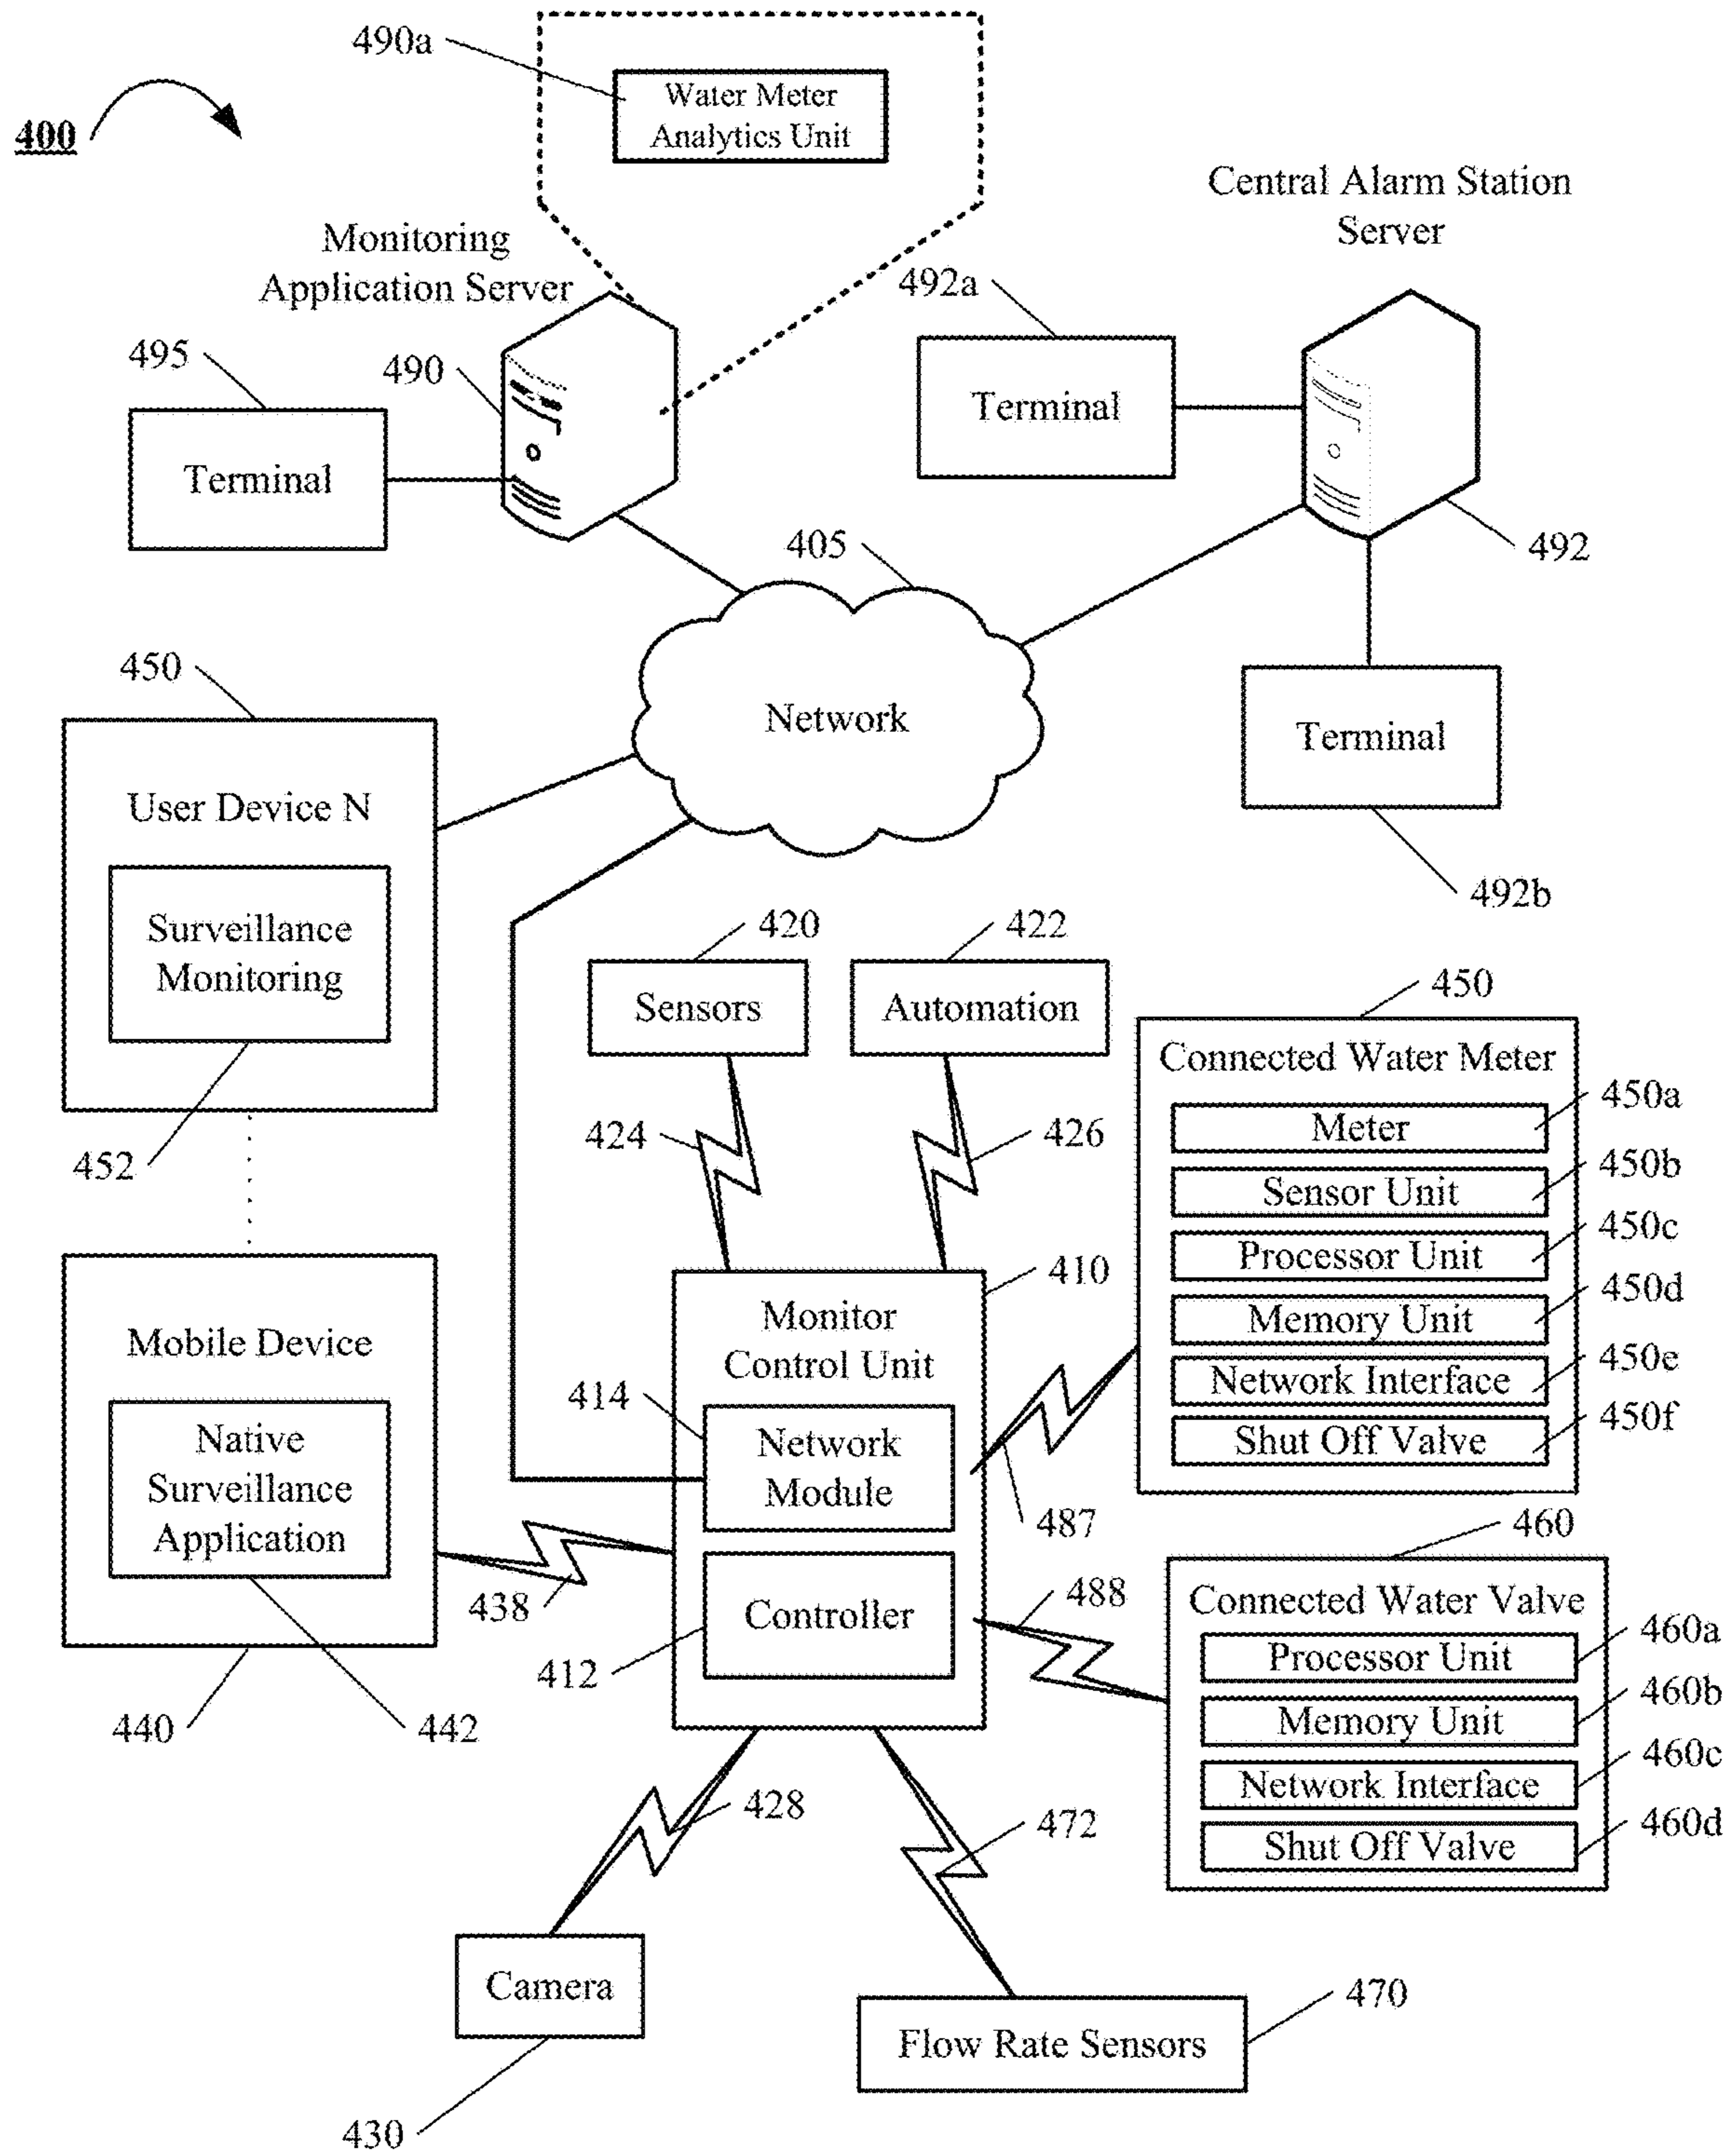 490a
Water Meter
Analytics Unit
400
Central Alarm Station
Server
Monitoring
Application Server
492a
495
490
Terminal
Terminal
405
492
450
Network
Terminal
User Device N
492b
Surveillance
Monitoring
420
422
450
Sensors
Automation
Connected Water Meter
450a
Meter
424
426
452
450b
Sensor Unit
450c
Processor Unit
410
450d
Monitor
Control Unit
Memory Unit
Mobile Device
450e
Network Interface
414
450f
Native
Surveillance
Application
Network
Module
Shut Off Valve
487
460
438
488
Connected Water Valve
Controller
460a
412
Processor Unit
460b
440
442
Memory Unit
460c
Network Interface
428
472
460d
Shut Off Valve
Camera
470
Flow Rate Sensors
430